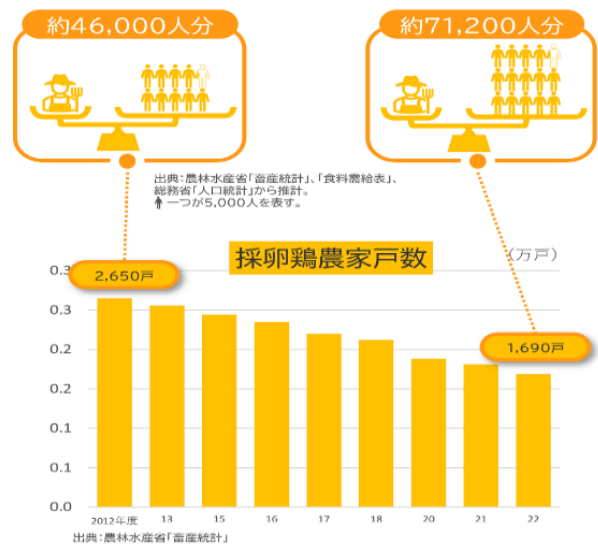 約46,000人分
約71,200人分
出典:農林水産省「畜産統計」、「食料需給表」、
総務省「人口統計」から推計。
一つが5,000人を表す。
採卵鶏農家戸数
（万戸）
2,650戸
1,690戸
0.3
0.3
0.2
0.2
0.1
0.1
0.0
2012年度 13 15 16 17 18 20 21 22
出典:農林水産省「畜産統計」